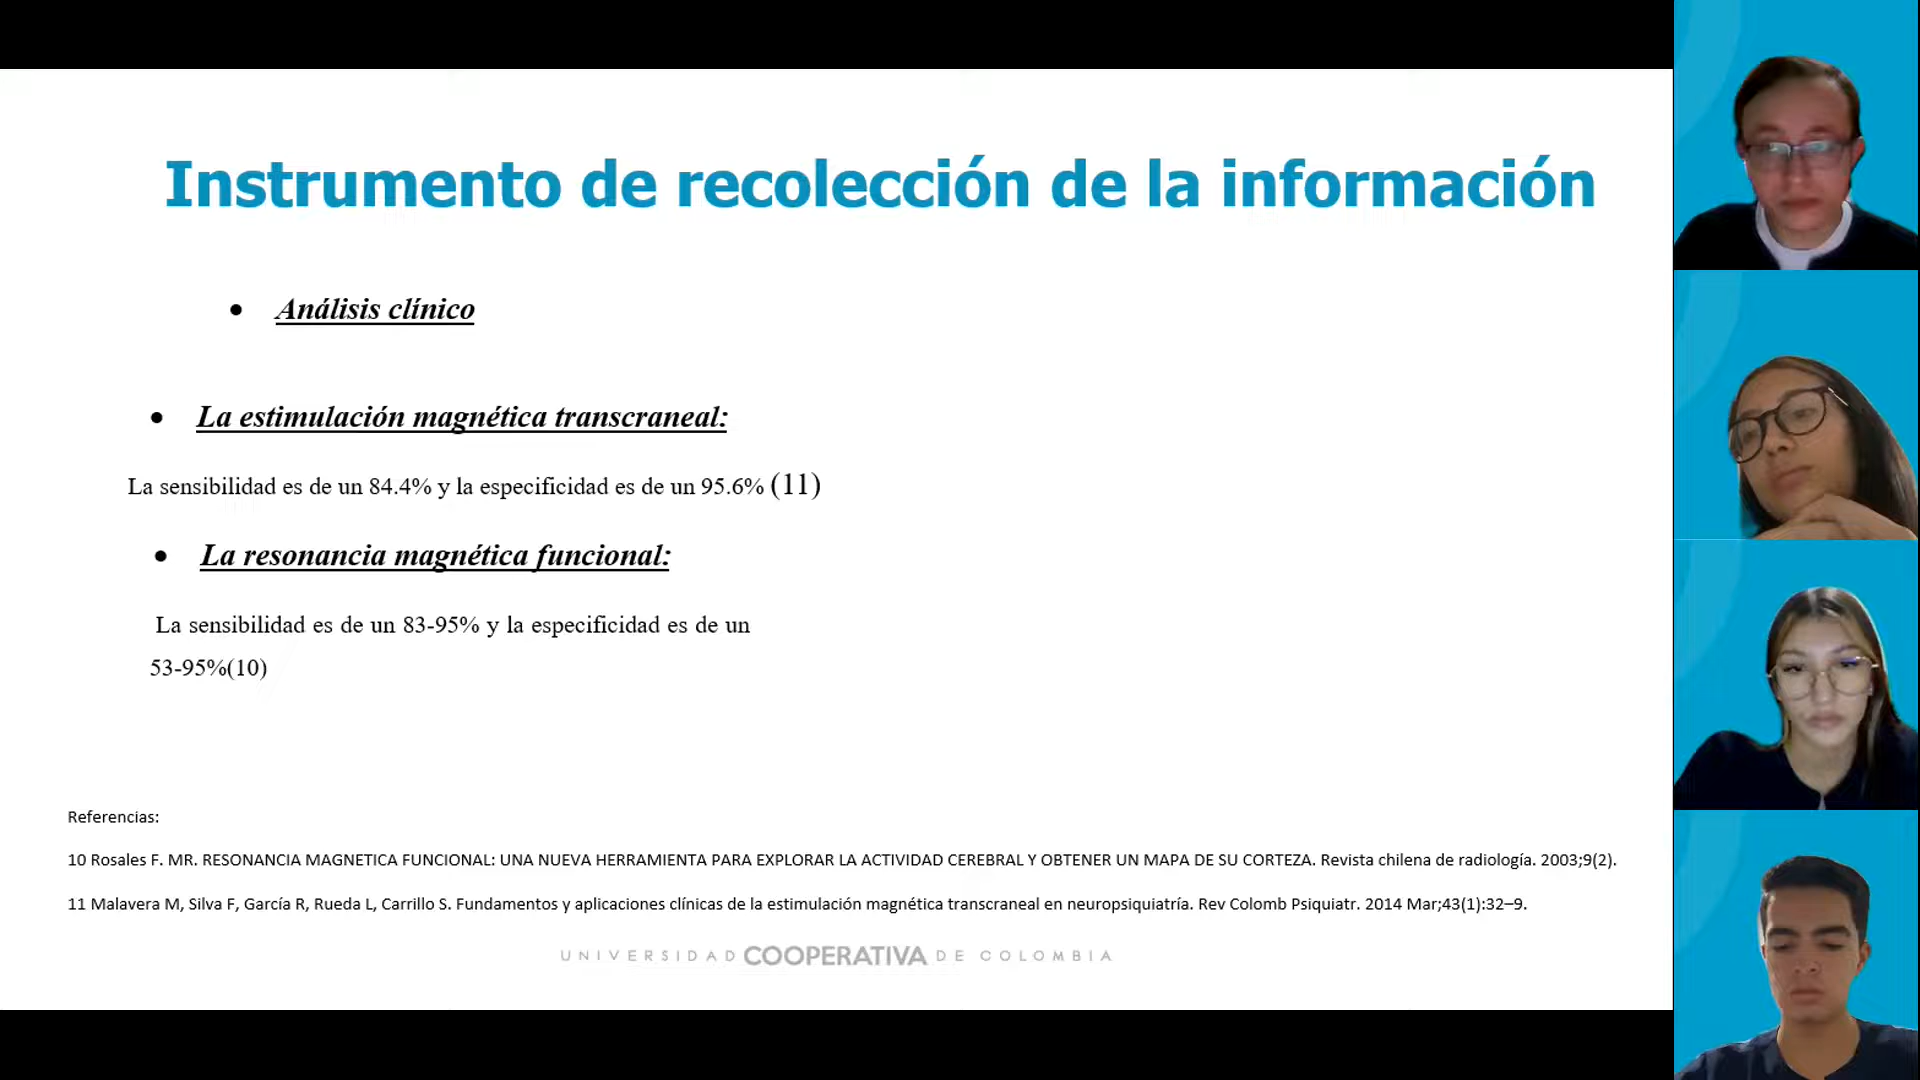 Instrumento de recolección de la información
• Análisis clínico
• La estimulación magnética transcraneal:
La sensibilidad es de un 84.4% y la especificidad es de un 95.6% (11)
• La resonancia magnética funcional:
La sensibilidad es de un 83-95% y la especificidad es de un
53-95%(10)
Referencias:
10 Rosales F. MR. RESONANCIA MAGNETICA FUNCIONAL: UNA NUEVA HERRAMIENTA PARA EXPLORAR LA ACTIVIDAD CEREBRAL Y OBTENER UN MAPA DE SU CORTEZA. Revista chilena de radiología. 2003;9(2).
11 Malavera M, Silva F, García R, Rueda L, Carrillo S. Fundamentos y aplicaciones clínicas de la estimulación magnética transcraneal en neuropsiquiatría. Rev Colomb Psiquiatr. 2014 Mar;43(1):32–9.
UNIVERSIDAD COOPERATIVA DE COLOMBIA